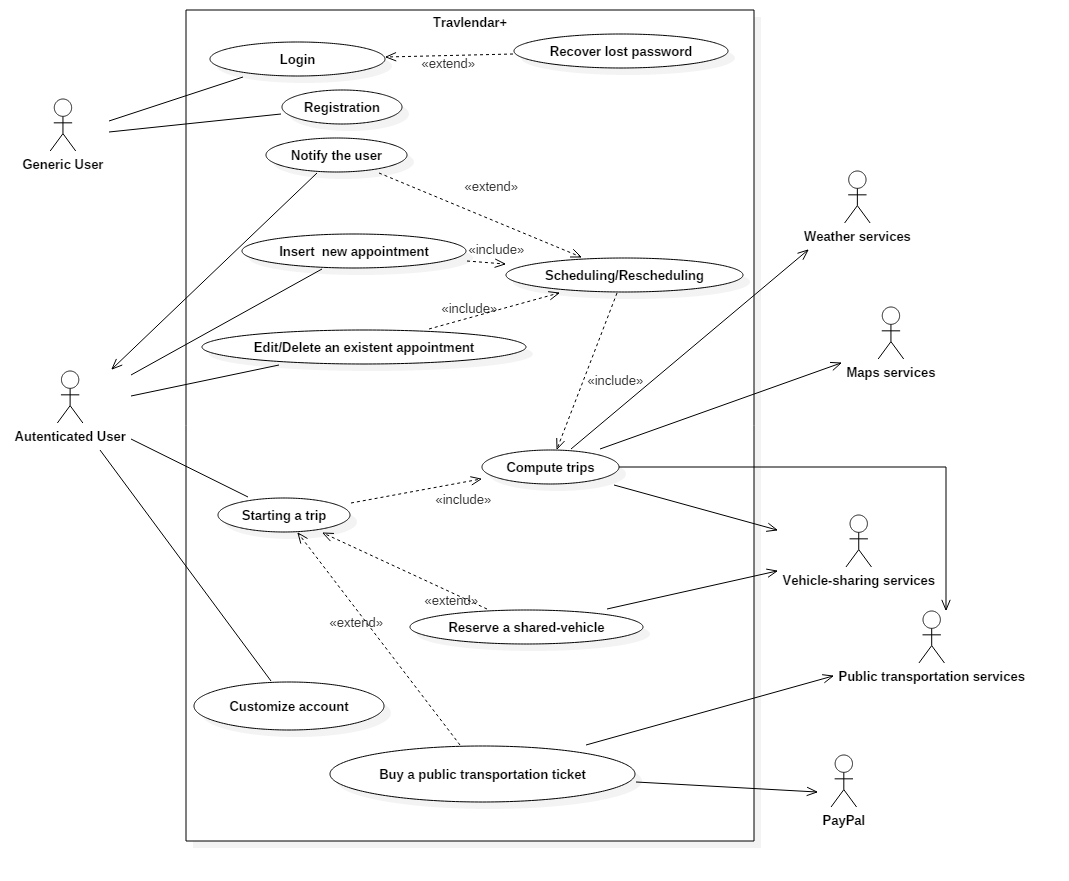 Travlendar+
Login
Recover lost password
«extend»
Registration
Generic User
Notify the user
«extend»
Weather services
Insert  new appointment
«include»
Scheduling/Rescheduling
«include»
Edit/Delete an existent appointment
Maps services
«include»
Autenticated User
Compute trips
«include»
Starting a trip
Vehicle-sharing services
«extend»
«extend»
Reserve a shared-vehicle
Public transportation services
Customize account
Buy a public transportation ticket
PayPal